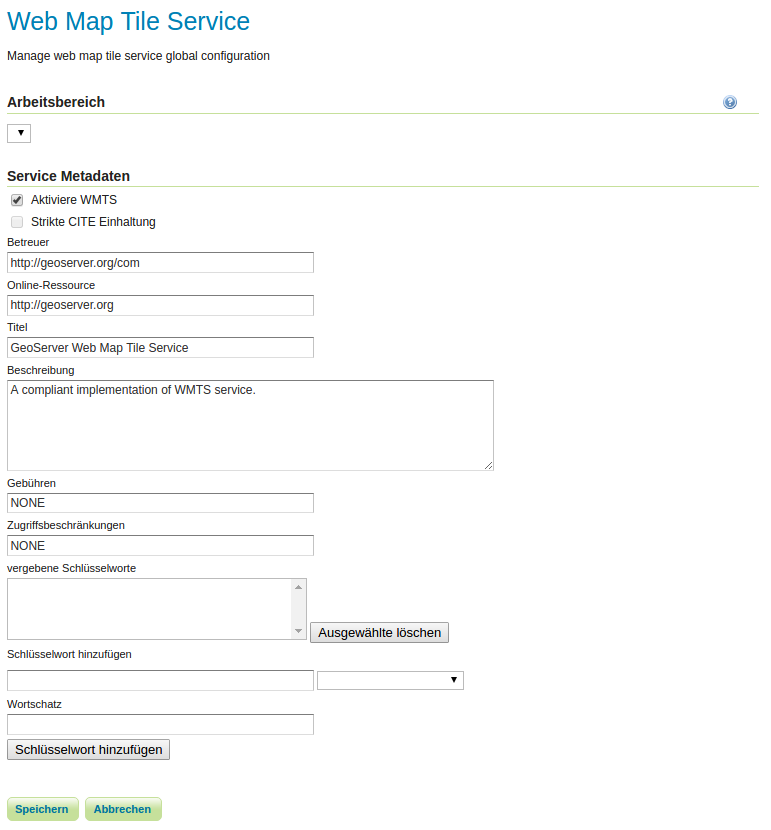 Web Map Tile Service
Manage web map tile service global configuration
Arbeitsbereich
Service Metadaten
Aktiviere WMTS
Strikte CITE Einhaltung
Betreuer
http://geoserver.org/com
Online-Ressource
http://geoserver.org
Titel
GeoServer Web Map Tile Service
Beschreibung
A compliant implementation of WMTS service.
Gebühren
NONE
Zugriffsbeschränkungen
NONE
vergebene Schlüsselworte
Ausgewählte löschen
Schlüsselwort hinzufügen
Wortschatz
Schlüsselwort hinzufügen
Speichern Abbrechen